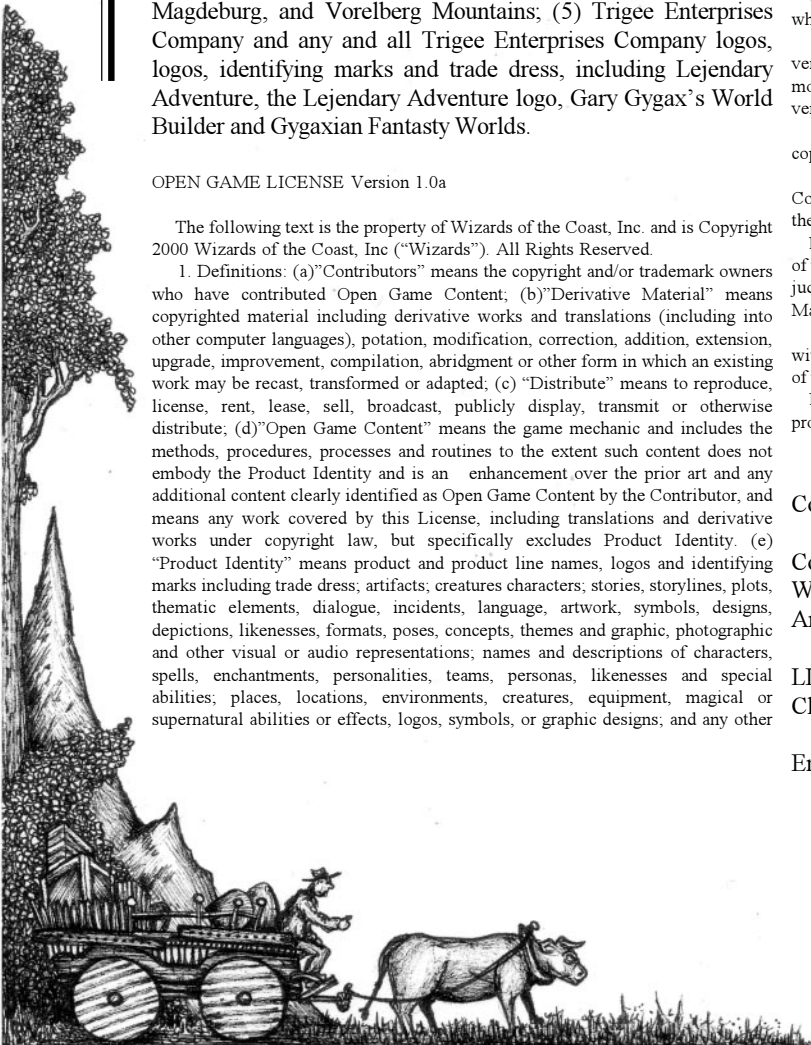 Magdeburg, and Vorelberg Mountains; (5) Trigee Enterprises
Company and any and all Trigee Enterprises Company logos,
logos, identifying marks and trade dress, including Lejendary
Adventure, the Lejendary Adventure logo, Gary Gygax’s World
Builder and Gygaxian Fantasty Worlds.
OPEN GAME LICENSE Version 1.0a
The following text is the property of Wizards of the Coast, Inc. and is Copyright
2000 Wizards of the Coast, Inc (“Wizards”). All Rights Reserved.
1. Definitions: (a)”Contributors” means the copyright and/or trademark owners
who have contributed Open Game Content; (b)”Derivative Material” means
copyrighted material including derivative works and translations (including into
other computer languages), potation, modification, correction, addition, extension,
upgrade, improvement, compilation, abridgment or other form in which an existing
work may be recast, transformed or adapted; (c) “Distribute” means to reproduce,
license, rent, lease, sell, broadcast, publicly display, transmit or otherwise
distribute; (d)”Open Game Content” means the game mechanic and includes the
methods, procedures, processes and routines to the extent such content does not
embody the Product Identity and is an enhancement over the prior art and any
additional content clearly identified as Open Game Content by the Contributor, and
means any work covered by this License, including translations and derivative
works under copyright law, but specifically excludes Product Identity. (e)
“Product Identity” means product and product line names, logos and identifying
marks including trade dress; artifacts; creatures characters; stories, storylines, plots,
thematic elements, dialogue, incidents, language, artwork, symbols, designs,
depictions, likenesses, formats, poses, concepts, themes and graphic, photographic
and other visual or audio representations; names and descriptions of characters,
spells, enchantments, personalities, teams, personas, likenesses and special
abilities; places, locations, environments, creatures, equipment, magical or
supernatural abilities or effects, logos, symbols, or graphic designs; and any other